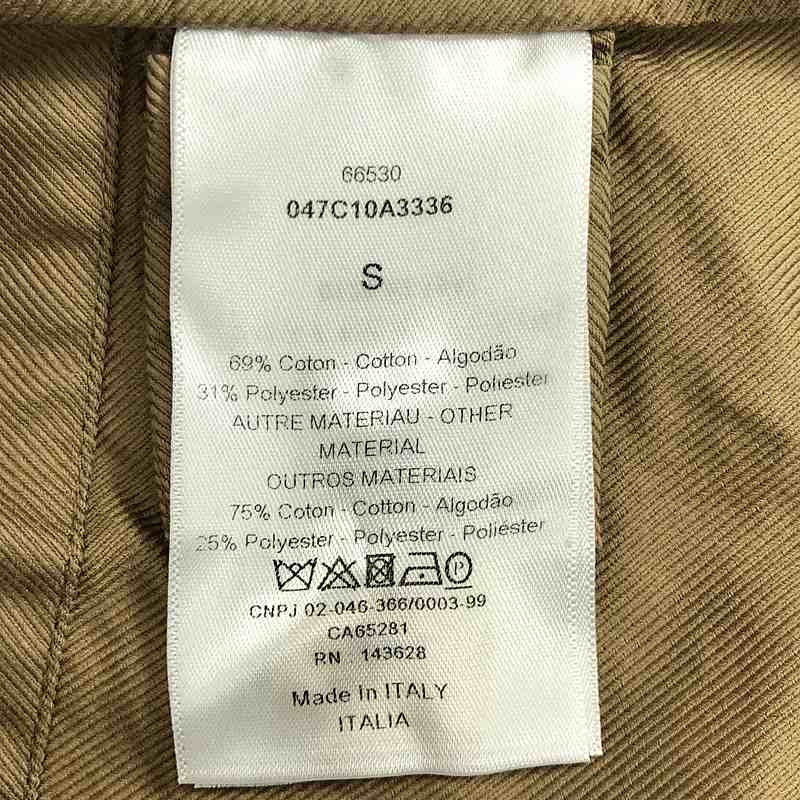 66530
047C10A3336
S
69% Coton - Cotton - Algodão
31% Polyester - Polyester - Poliester
AUTRE MATERIAU - OTHER
MATERIAL
OUTROS MATERIAIS
75% Coton - Cotton - Algodão
25% Polyester - Polyester - Poliester
P
CNPJ 02-046-366/0003-99
CA65281
RN 143628
Made In ITALY
ITALIA